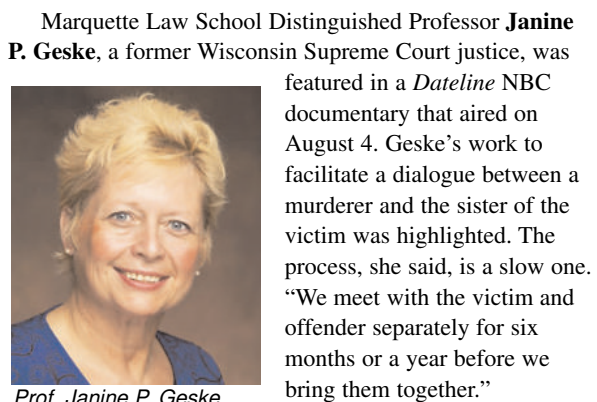 Marquette Law School Distinguished Professor Janine
P. Geske, a former Wisconsin Supreme Court justice, was
featured in a Dateline NBC
documentary that aired on
August 4. Geske’s work to
facilitate a dialogue between a
murderer and the sister of the
victim was highlighted. The
process, she said, is a slow one.
“We meet with the victim and
offender separately for six
months or a year before we
bring them together.”
Prof. Janine P. Geske